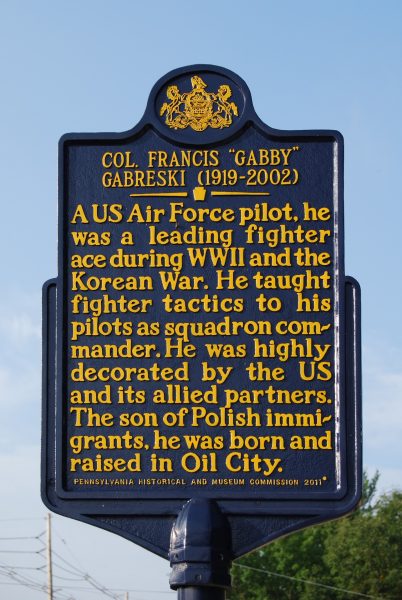 COL. FRANCIS "GABBY"
GABRESKI (1919-2002)
A US Air Force pilot, he
was a leading fighter
ace during WWII and the
Korean War. He taught
fighter tactics to his
pilots as squadron com-
mander. He was highly
decorated by the US
and its allied partners.
The son of Polish immi-
grants, he was born and
raised in Oil City.
PENNSYLVANIA HISTORICAL AND MUSEUM COMMISSION 2011